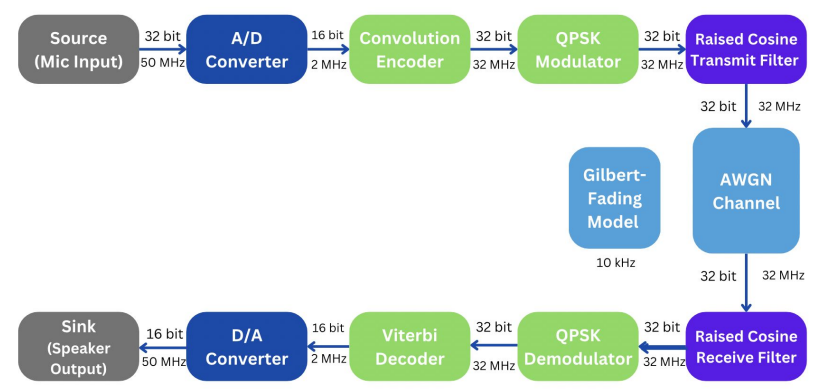 Source
(Mic Input)
32 bit
50 MHz
A/D
Converter
16 bit
2 MHz
Convolution
Encoder
32 bit
32 MHz
QPSK
Modulator
32 bit
32 MHz
Raised Cosine
Transmit Filter
32 bit
32 MHz
Gilbert-
Fading
Model
10 kHz
AWGN
Channel
32 bit
32 MHz
Sink
(Speaker
Output)
16 bit
50 MHz
D/A
Converter
16 bit
2 MHz
Viterbi
Decoder
32 bit
32 MHz
QPSK
Demodulator
32 bit
32 MHz
Raised Cosine
Receive Filter